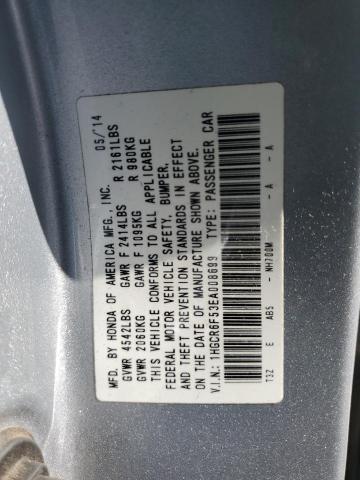 MFD. BY HONDA OF AMERICA MFG., INC. 05/'14
GVWR 4542LBS GAWR F 2414LBS R 2161LBS
GVWR 2060KG GAWR F 1095KG R 980KG
THIS VEHICLE CONFORMS TO ALL APPLICABLE
FEDERAL MOTOR VEHICLE SAFETY, BUMPER,
AND THEFT PREVENTION STANDARDS IN EFFECT
ON THE DATE OF MANUFACTURE SHOWN ABOVE.
V.I.N.: 1HGCR6F53EA008699 TYPE: PASSENGER CAR
T3Z E AB5 - NH700M - A - A